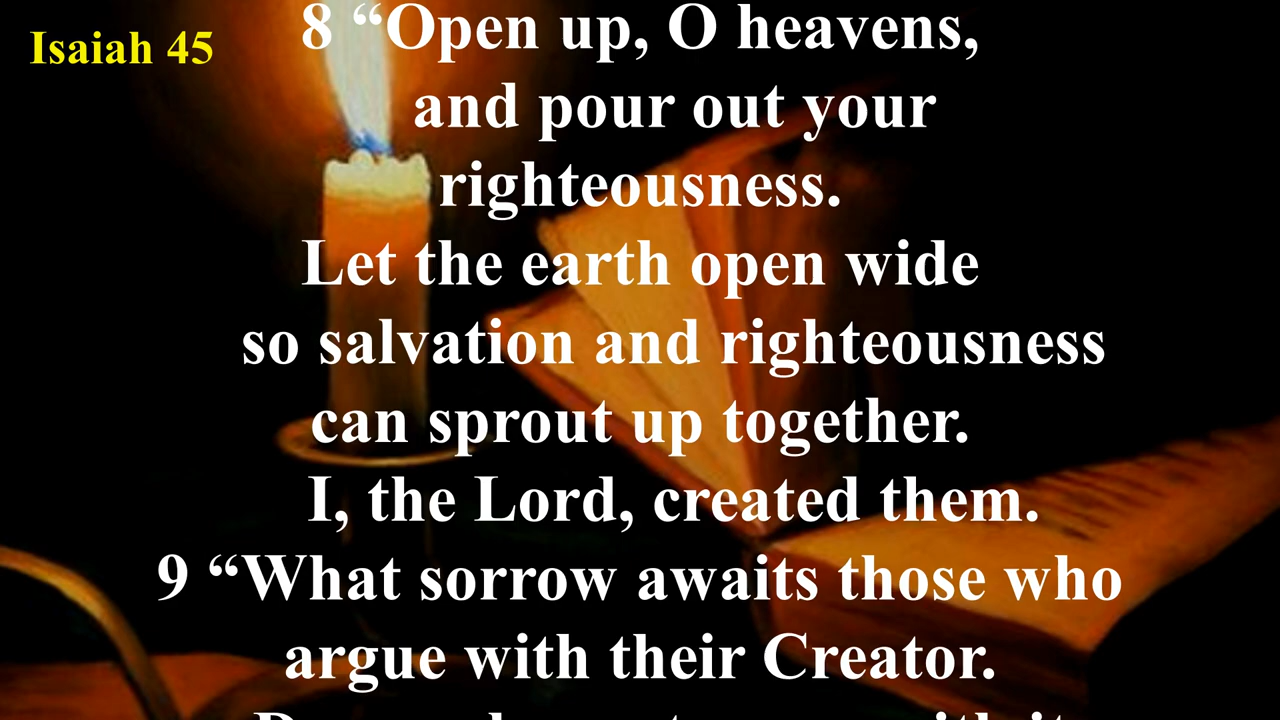 Isaiah 45
8 “Open up, O heavens,
and pour out your
righteousness.
Let the earth open wide
so salvation and righteousness
can sprout up together.
I, the Lord, created them.
9 “What sorrow awaits those who
argue with their Creator.